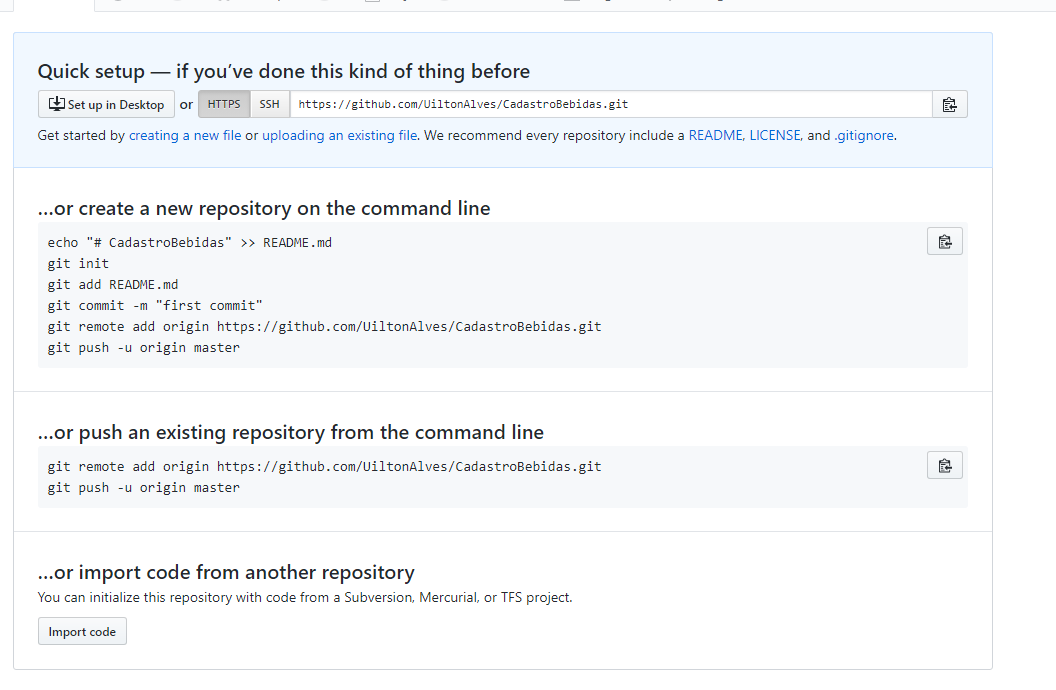 Quick setup — if you’ve done this kind of thing before
Set up in Desktop or HTTPS SSH https://github.com/UiltonAlves/CadastroBebidas.git
Get started by creating a new file or uploading an existing file. We recommend every repository include a README, LICENSE, and .gitignore.
…or create a new repository on the command line
echo "# CadastroBebidas" >> README.md
git init
git add README.md
git commit -m "first commit"
git remote add origin https://github.com/UiltonAlves/CadastroBebidas.git
git push -u origin master
…or push an existing repository from the command line
git remote add origin https://github.com/UiltonAlves/CadastroBebidas.git
git push -u origin master
…or import code from another repository
You can initialize this repository with code from a Subversion, Mercurial, or TFS project.
Import code